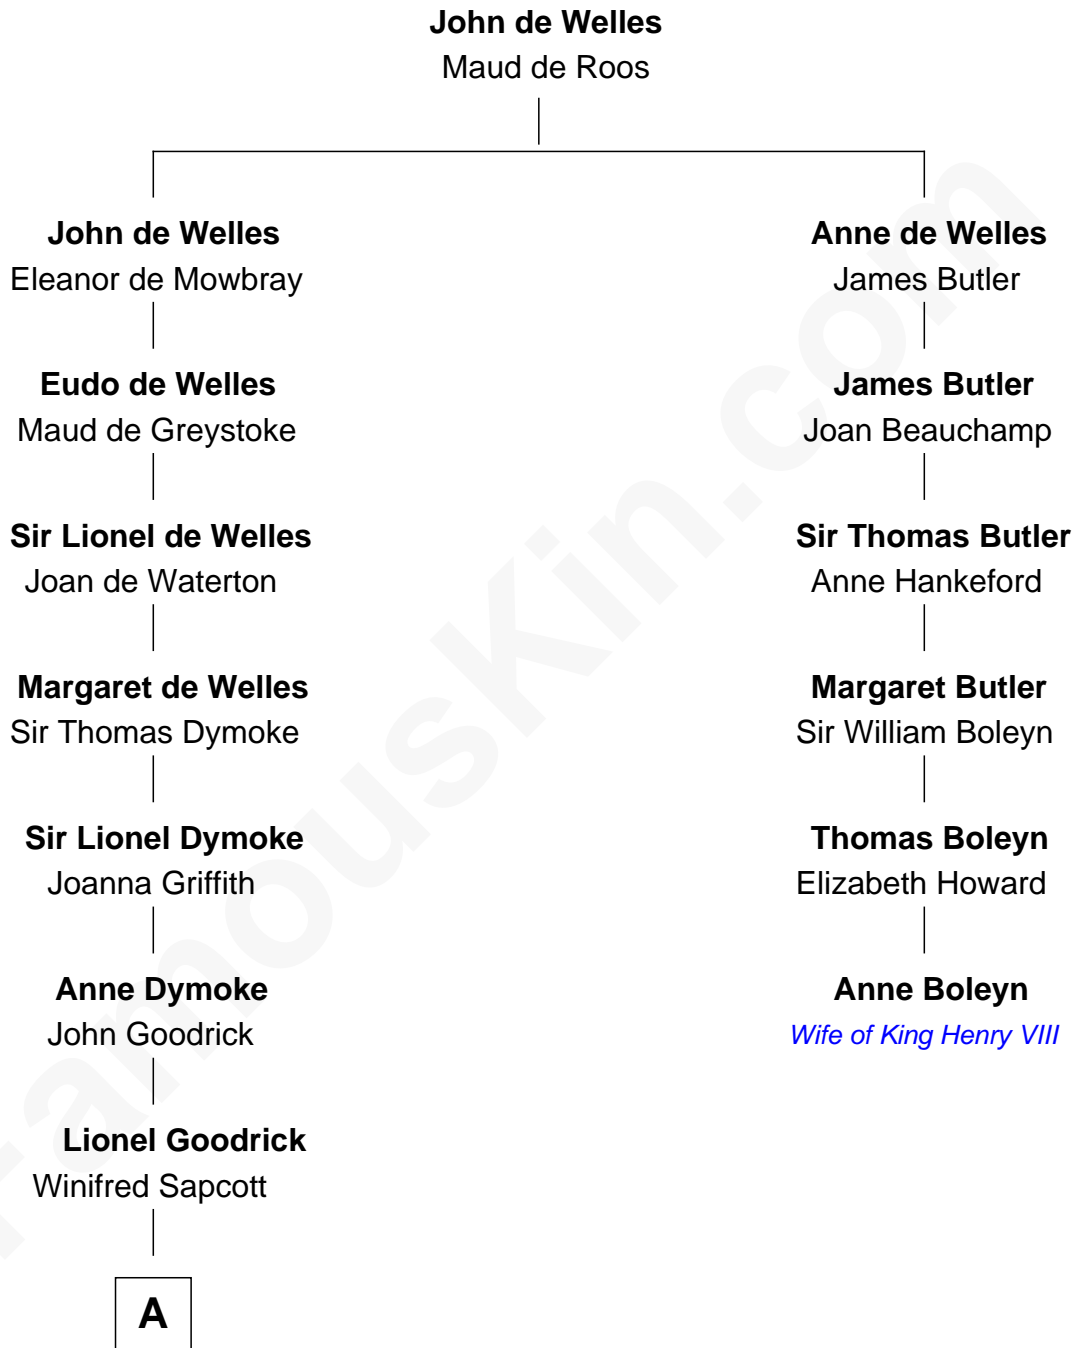 John de Welles
Maud de Roos
John de Welles
Eleanor de Mowbray
Anne de Welles
James Butler
Eudo de Welles
Maud de Greystoke
James Butler
Joan Beauchamp
Sir Lionel de Welles
Joan de Waterton
Sir Thomas Butler
Anne Hankeford
Margaret de Welles
Sir Thomas Dymoke
Margaret Butler
Sir William Boleyn
Sir Lionel Dymoke
Joanna Griffith
Thomas Boleyn
Elizabeth Howard
Anne Dymoke
John Goodrick
Anne Boleyn
Wife of King Henry VIII
Lionel Goodrick
Winifred Sapcott
A
FamousKin.com